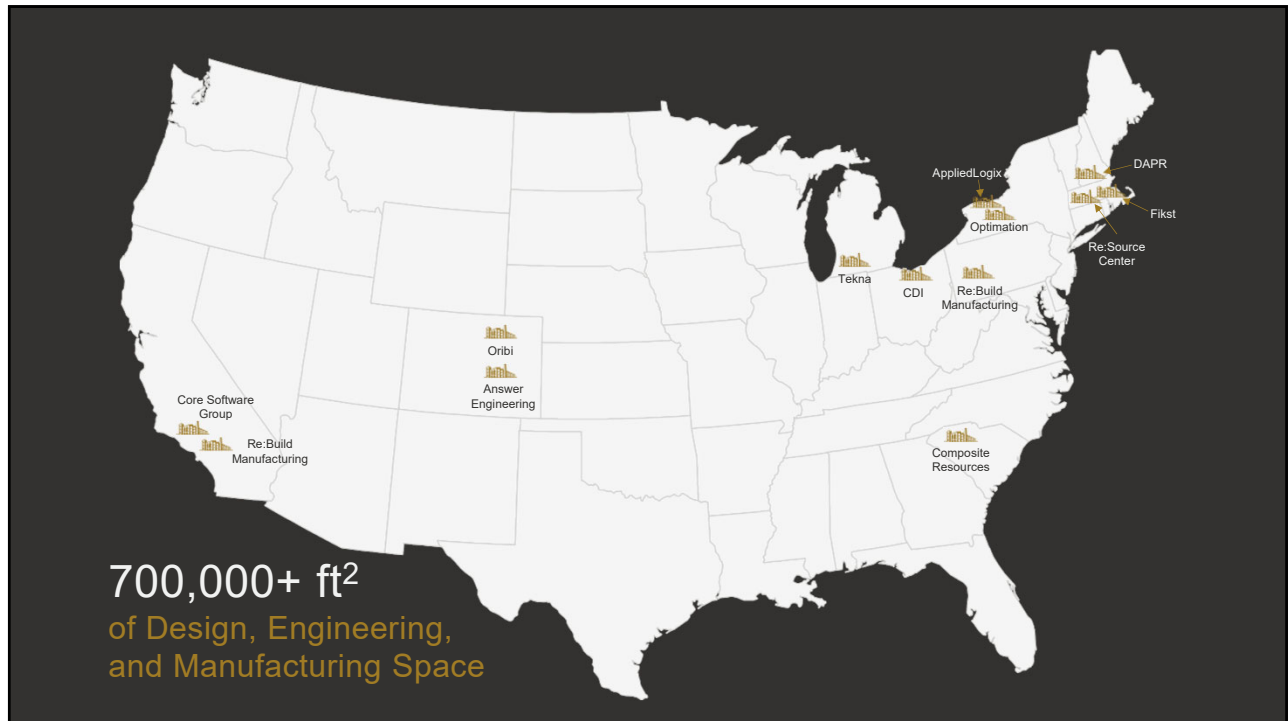 AppliedLogix
DAPR
Optimation
Fikst
Re:Source
Center
Tekna
CDI
Re:Build
Manufacturing
Oribi
Answer
Engineering
Core Software
Group
Re:Build
Manufacturing
Composite
Resources
700,000+ ft²
of Design, Engineering,
and Manufacturing Space